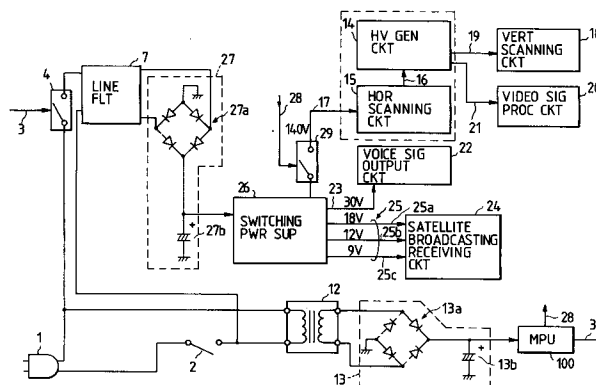 14
HV GEN
CKT
19
VERT
SCANNING
CKT
18
7
LINE
FLT
4
3
27
27a
27b
15
HOR
SCANNING
CKT
16
17
28
140V
29
21
VIDEO SIG
PROC CKT
20
VOICE SIG
OUTPUT
CKT
22
26
SWITCHING
PWR SUP
23
30V
18V
12V
9V
25
25a
25b
25c
SATELLITE
BROADCASTING
RECEIVING
CKT
24
12
13a
28
1
2
13
13b
MPU
100
3